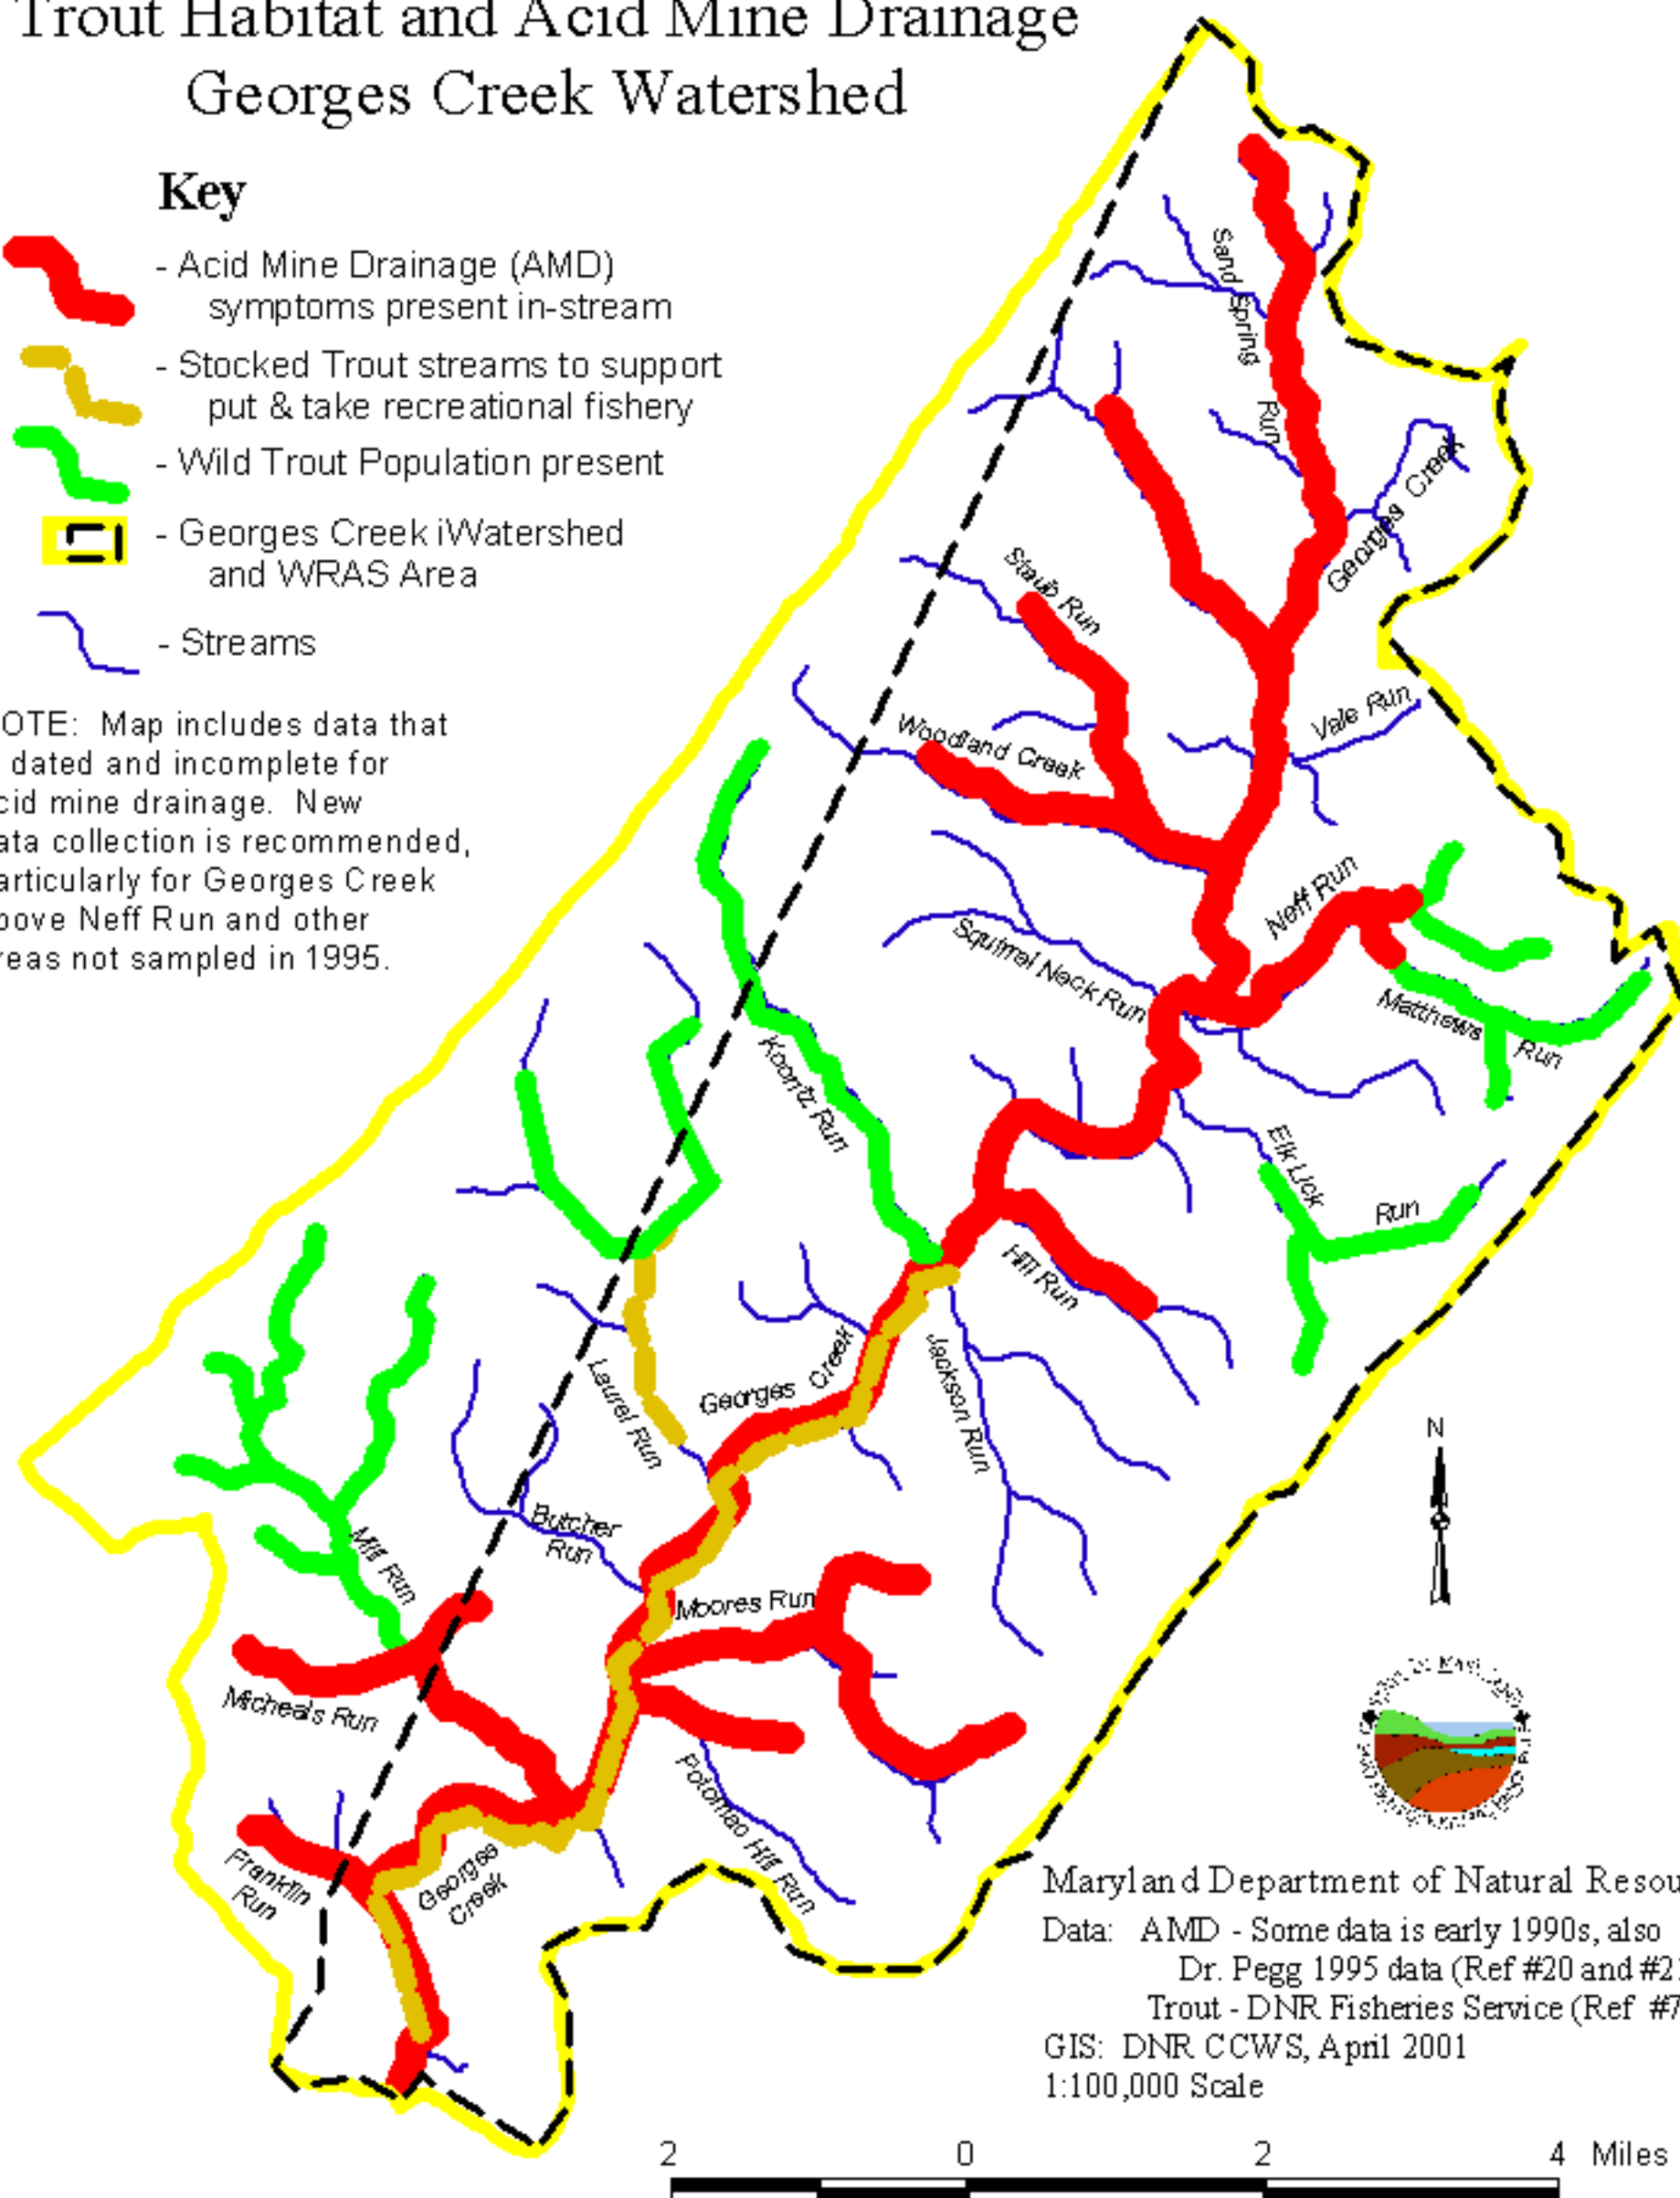 Trout Habitat and Acid Mine Drainage
Georges Creek Watershed
Key
- Acid Mine Drainage (AMD)
symptoms present in-stream
- Stocked Trout streams to support
put & take recreational fishery
- Wild Trout Population present
- Georges Creek iWatershed
and WRAS Area
- Streams
OTE: Map includes data that
dated and incomplete for
cid mine drainage. New
ata collection is recommended,
articularly for Georges Creek
bove Neff Run and other
reas not sampled in 1995.
Sand Spring Run
Georges Creek
Staub Run
Vale Run
Woodland Creek
Neff Run
Squirrel Neck Run
Matthews Run
Koontz Run
Elk Lick Run
Hill Run
Georges Creek
Jackson Run
Laurel Run
Butcher
Run
Mill Run
Moores Run
Micheals Run
Potomac Hill Run
Franklin
Run
Georges
Creek
N
Maryland Department of Natural Resou
Data: AMD - Some data is early 1990s, also
Dr. Pegg 1995 data (Ref #20 and #2
Trout - DNR Fisheries Service (Ref #7
GIS: DNR CCWS, April 2001
1:100,000 Scale
2 0 2 4 Miles